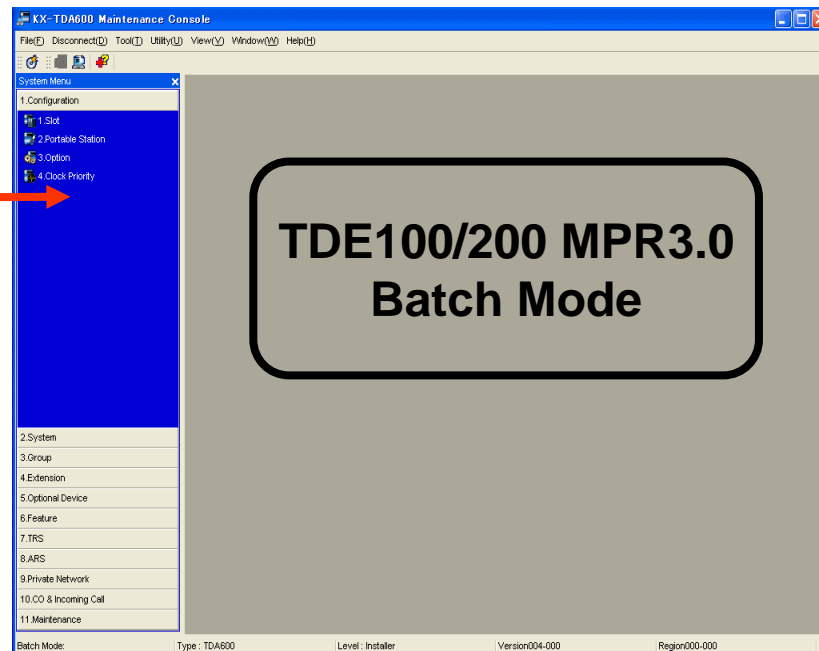 KX-TDA600 Maintenance Console
File(F) Disconnect(D) Tool(T) Utility(U) View(V) Window(W) Help(H)
System Menu
1.Configuration
1.Slot
2.Portable Station
3.Option
4.Clock Priority
TDE100/200 MPR3.0
Batch Mode
2.System
3.Group
4.Extension
5.Optional Device
6.Feature
7.TRS
8.ARS
9.Private Network
10.CO & Incoming Call
11.Maintenance
Batch Mode: Type : TDA600 Level : Installer Version004-000 Region000-000